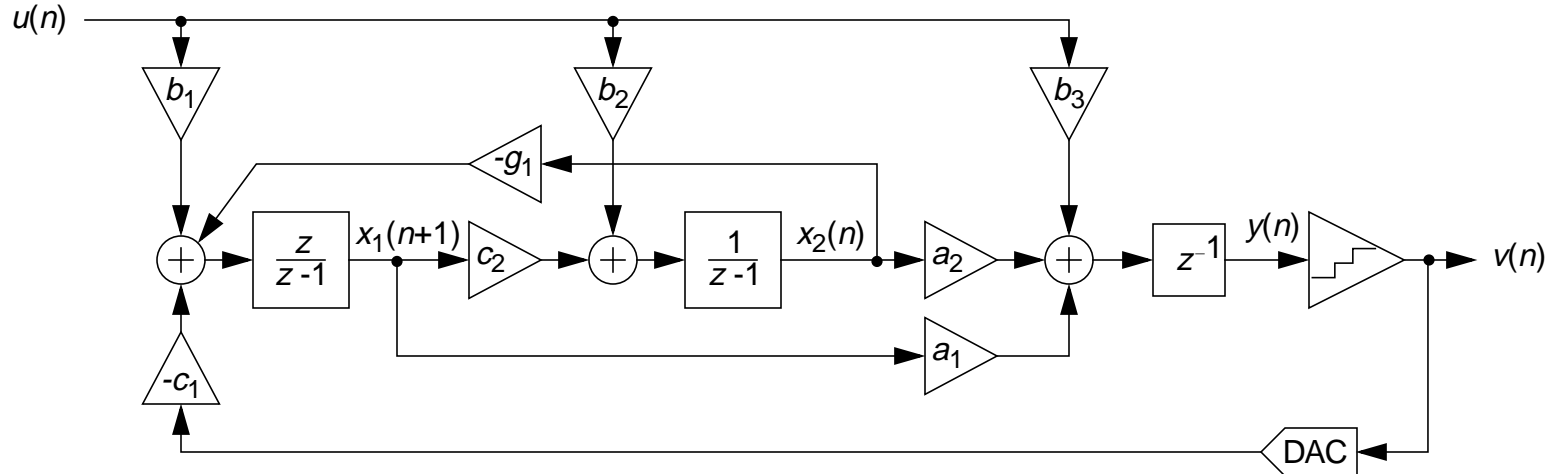 u(n)
b₁ b₂ b₃
-g₁
z / z -1 x₁(n+1) c₂ 1 / z -1 x₂(n) a₂ z⁻¹ y(n) v(n)
a₁
-c₁
DAC